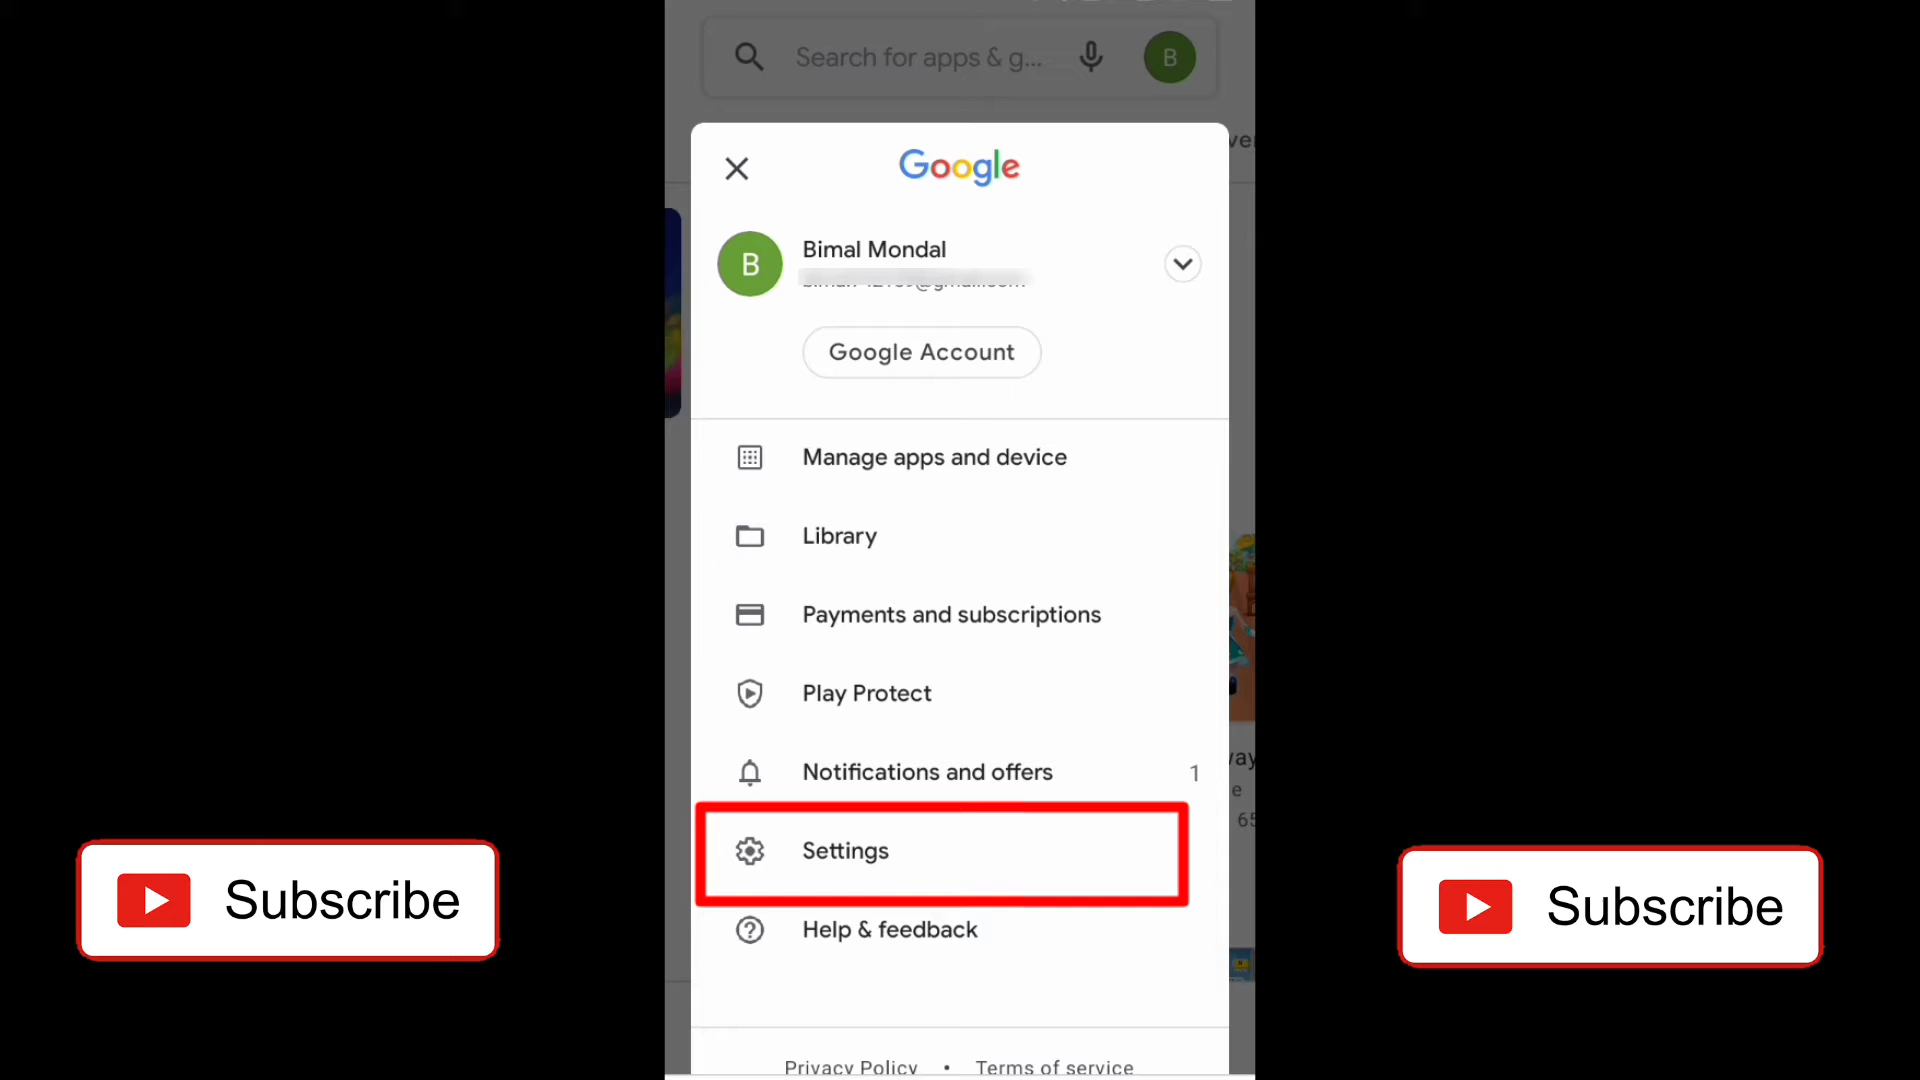 Search for apps & g...
B
Google
B
Bimal Mondal
Google Account
Manage apps and device
Library
Payments and subscriptions
Play Protect
Notifications and offers 1
Settings
Help & feedback
Privacy Policy • Terms of service
Subscribe
Subscribe